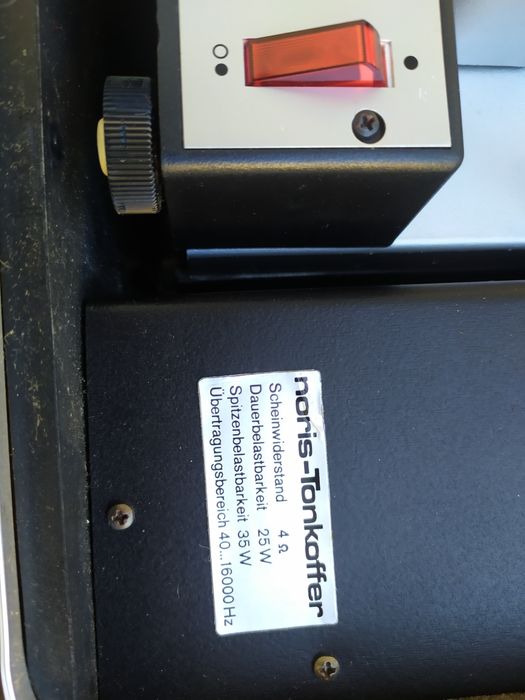 noris-Tonkoffer
Scheinwiderstand 4 Ω
Dauerbelastbarkeit 25 W
Spitzenbelastbarkeit 35 W
Übertragungsbereich 40...16000 Hz